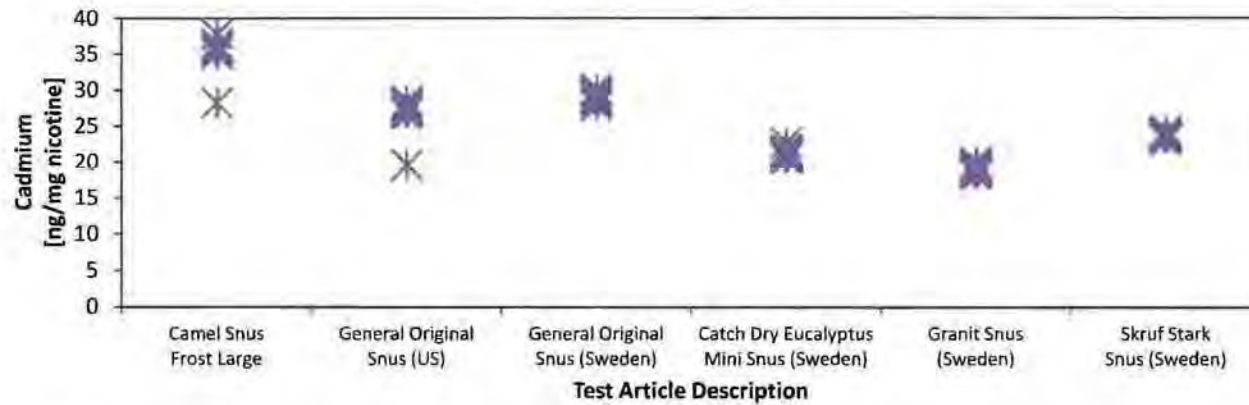 40
35
30
25
20
15
10
5
0
Cadmium
[ng/mg nicotine]
Camel Snus
Frost Large
General Original
Snus (US)
General Original
Snus (Sweden)
Catch Dry Eucalyptus
Mini Snus (Sweden)
Granit Snus
(Sweden)
Skruf Stark
Snus (Sweden)
Test Article Description